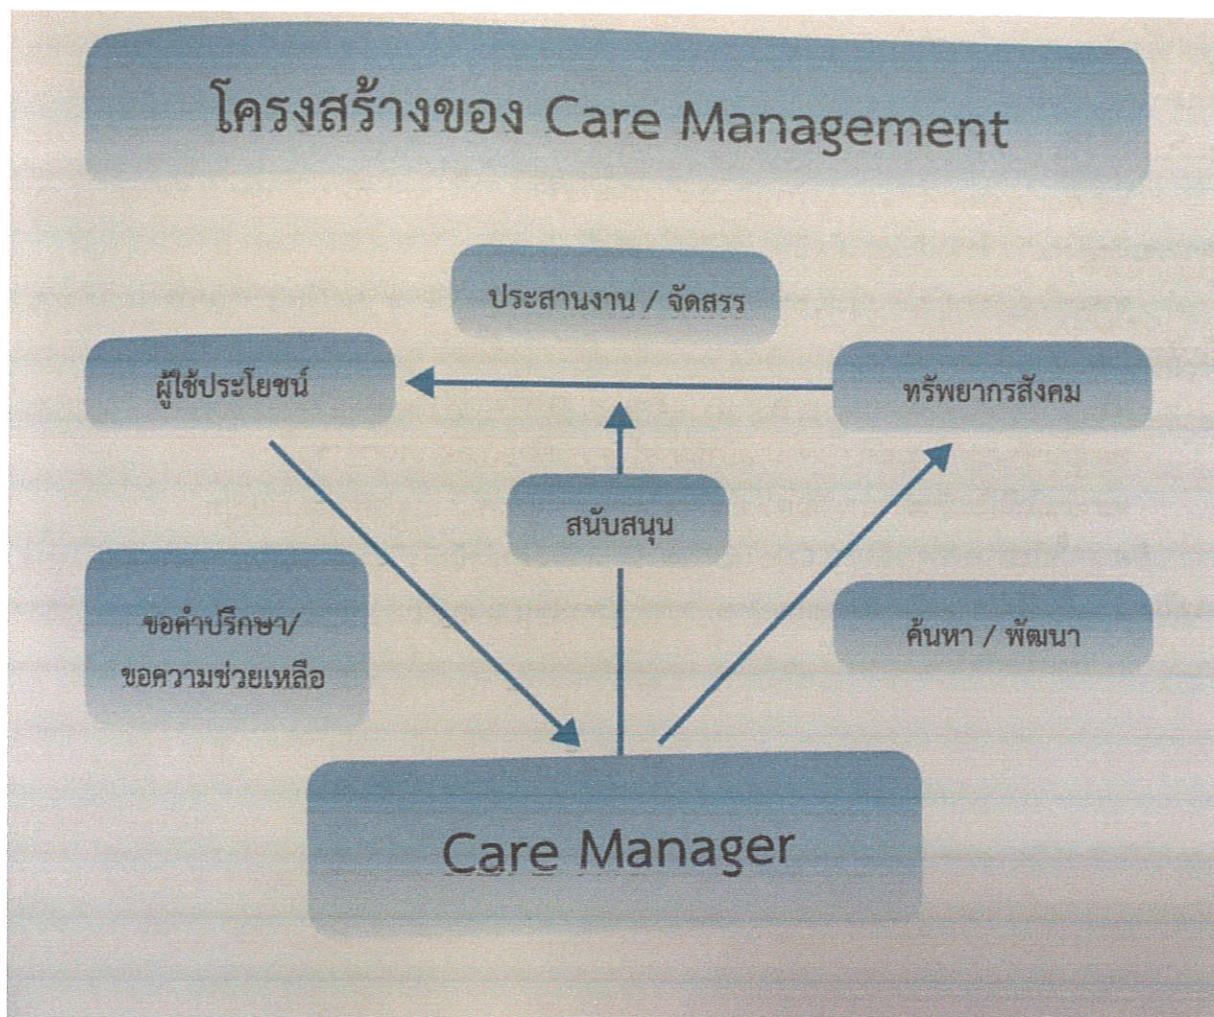 โครงสร้างของ Care Management
ประสานงาน / จัดสรร
ผู้ใช้ประโยชน์
ทรัพยากรสังคม
สนับสนุน
ขอคำปรึกษา/
ขอความช่วยเหลือ
ค้นหา / พัฒนา
Care Manager